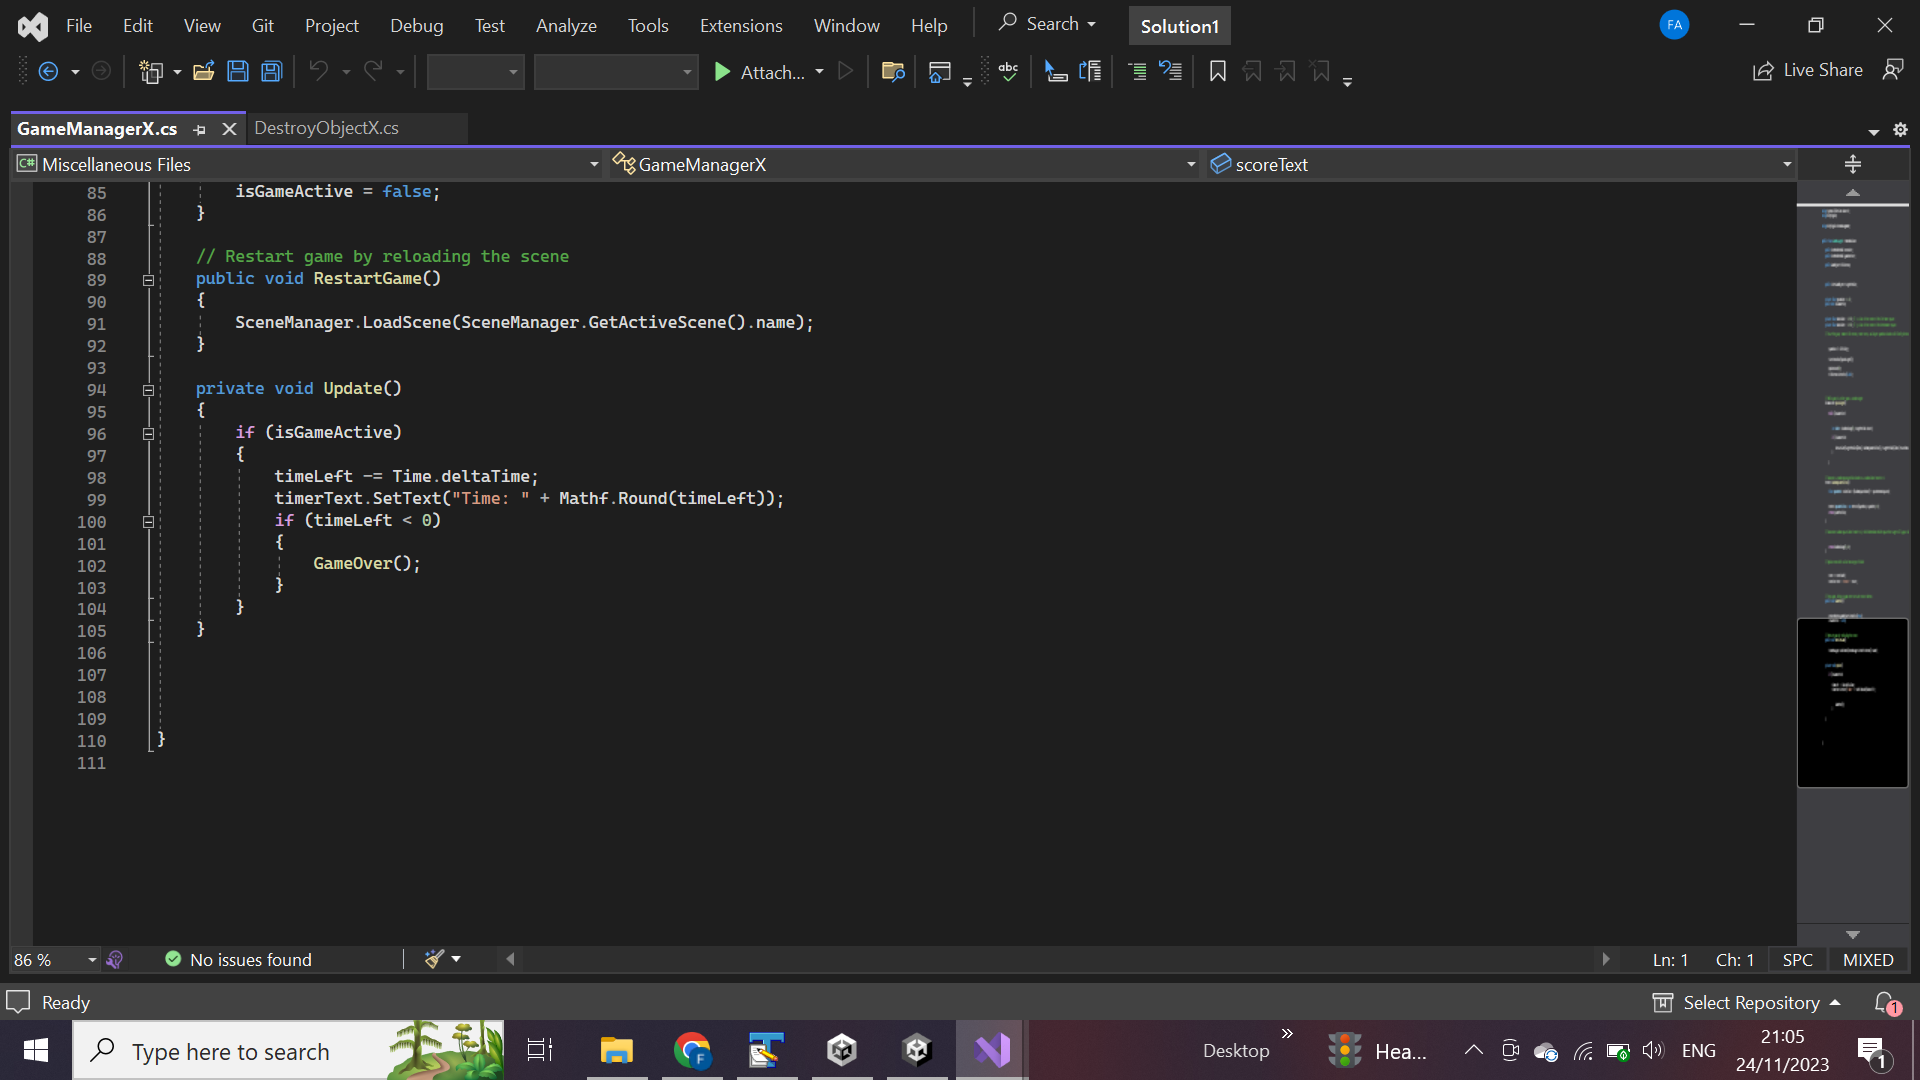 File Edit View Git Project Debug Test Analyze Tools Extensions Window Help Search Solution1 FA
Attach... abc Live Share
GameManagerX.cs DestroyObjectX.cs
C# Miscellaneous Files GameManagerX scoreText
85 isGameActive = false;
86 }
87
88 // Restart game by reloading the scene
89 public void RestartGame()
90 {
91 SceneManager.LoadScene(SceneManager.GetActiveScene().name);
92 }
93
94 private void Update()
95 {
96 if (isGameActive)
97 {
98 timeLeft -= Time.deltaTime;
99 timerText.SetText("Time: " + Mathf.Round(timeLeft));
100 if (timeLeft < 0)
101 {
102 GameOver();
103 }
104 }
105 }
106
107
108
109
110 }
111
86 % No issues found Ln: 1 Ch: 1 SPC MIXED
Ready Select Repository 1
Type here to search F Desktop Hea... ENG 21:05 1
24/11/2023